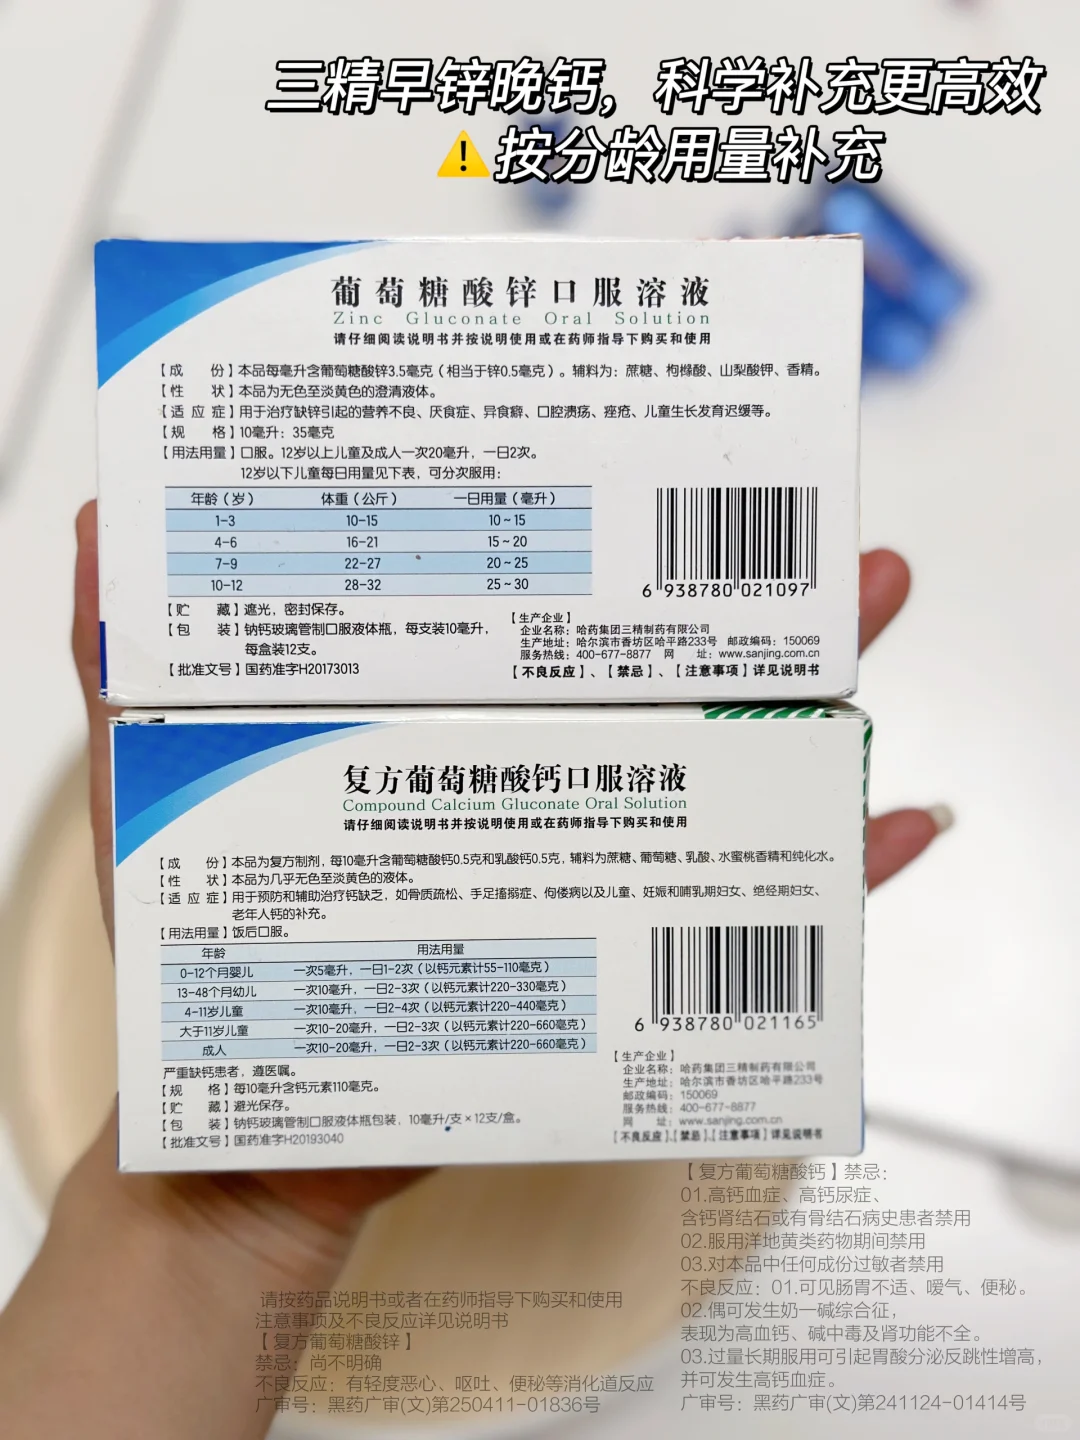 三精早锌晚钙，科学补充更高效
⚠️按分龄用量补充
葡萄糖酸锌口服溶液
Zinc Gluconate Oral Solution
请仔细阅读说明书并按说明使用或在药师指导下购买和使用
【成 份】本品每毫升含葡萄糖酸锌3.5毫克（相当于锌0.5毫克）。辅料为：蔗糖、枸橼酸、山梨酸钾、香精。
【性 状】本品为无色至淡黄色的澄清液体。
【适应症】用于治疗缺锌引起的营养不良、厌食症、异食癖、口腔溃疡、痤疮、儿童生长发育迟缓等。
【规 格】10毫升：35毫克
【用法用量】口服。12岁以上儿童及成人一次20毫升，一日2次。
12岁以下儿童每日用量见下表，可分次服用：
年龄（岁） 体重（公斤） 一日用量（毫升）
1-3 10-15 10~15
4-6 16-21 15~20
7-9 22-27 20~25
10-12 28-32 25~30
6 938780 021097
【贮 藏】遮光，密封保存。
【包 装】钠钙玻璃管制口服液体瓶，每支装10毫升，
每盒装12支。
【批准文号】国药准字H20173013
【生产企业】
企业名称：哈药集团三精制药有限公司
生产地址：哈尔滨市香坊区哈平路233号 邮政编码：150069
服务热线：400-677-8877 网 址：www.sanjing.com.cn
【不良反应】、【禁忌】、【注意事项】详见说明书
复方葡萄糖酸钙口服溶液
Compound Calcium Gluconate Oral Solution
请仔细阅读说明书并按说明使用或在药师指导下购买和使用
【成 份】本品为复方制剂，每10毫升含葡萄糖酸钙0.5克和乳酸钙0.5克，辅料为蔗糖、葡萄糖、乳酸、水蜜桃香精和纯化水。
【性 状】本品为几乎无色至淡黄色的液体。
【适应症】用于预防和辅助治疗钙缺乏，如骨质疏松、手足搐搦症、佝偻病以及儿童、妊娠和哺乳期妇女、绝经期妇女、
老年人钙的补充。
【用法用量】饭后口服。
年龄 用法用量
0-12个月婴儿 一次5毫升，一日1-2次（以钙元素计55-110毫克）
13-48个月幼儿 一次10毫升，一日2-3次（以钙元素计220-330毫克）
4-11岁儿童 一次10毫升，一日2-4次（以钙元素计220-440毫克）
大于11岁儿童 一次10-20毫升，一日2-3次（以钙元素计220-660毫克）
成人 一次10-20毫升，一日2-3次（以钙元素计220-660毫克）
严重缺钙患者，遵医嘱。
【规 格】每10毫升含钙元素110毫克。
【贮 藏】避光保存。
【包 装】钠钙玻璃管制口服液体瓶包装，10毫升/支×12支/盒。
【批准文号】国药准字H20193040
6 938780 021165
【生产企业】
企业名称：哈药集团三精制药有限公司
生产地址：哈尔滨市香坊区哈平路233号
邮政编码：150069
服务热线：400-677-8877
网 址：www.sanjing.com.cn
【不良反应】、【禁忌】、【注意事项】详见说明书
【复方葡萄糖酸钙】禁忌：
01.高钙血症、高钙尿症、
含钙肾结石或有骨结石病史患者禁用
02.服用洋地黄类药物期间禁用
03.对本品中任何成份过敏者禁用
不良反应：01.可见肠胃不适、嗳气、便秘。
02.偶可发生奶一碱综合征，
表现为高血钙、碱中毒及肾功能不全。
03.过量长期服用可引起胃酸分泌反跳性增高，
并可发生高钙血症。
广审号：黑药广审(文)第241124-01414号
请按药品说明书或者在药师指导下购买和使用
注意事项及不良反应详见说明书
【复方葡萄糖酸锌】
禁忌：尚不明确
不良反应：有轻度恶心、呕吐、便秘等消化道反应
广审号：黑药广审(文)第250411-01836号